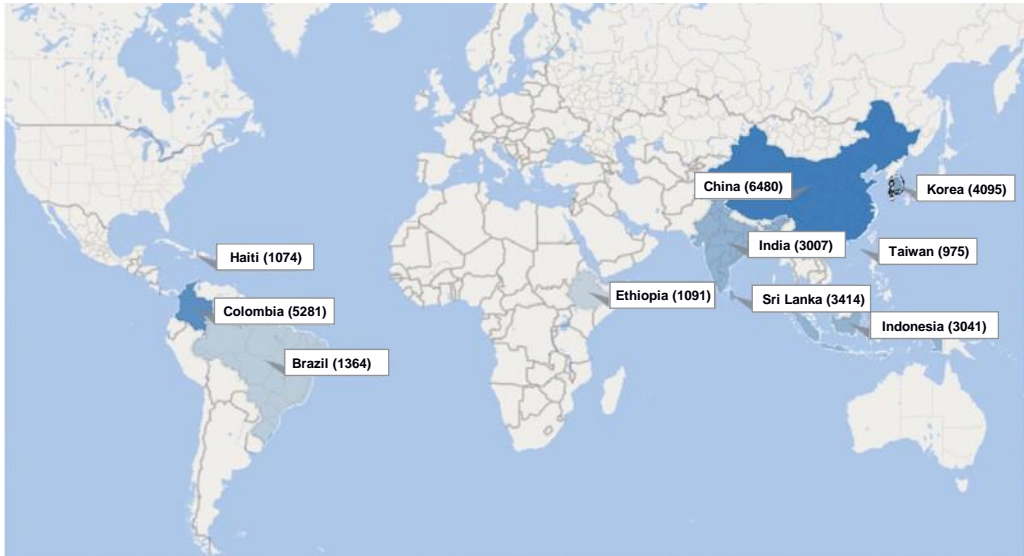 China (6480)
Korea (4095)
India (3007)
Taiwan (975)
Haiti (1074)
Ethiopia (1091)
Sri Lanka (3414)
Colombia (5281)
Indonesia (3041)
Brazil (1364)